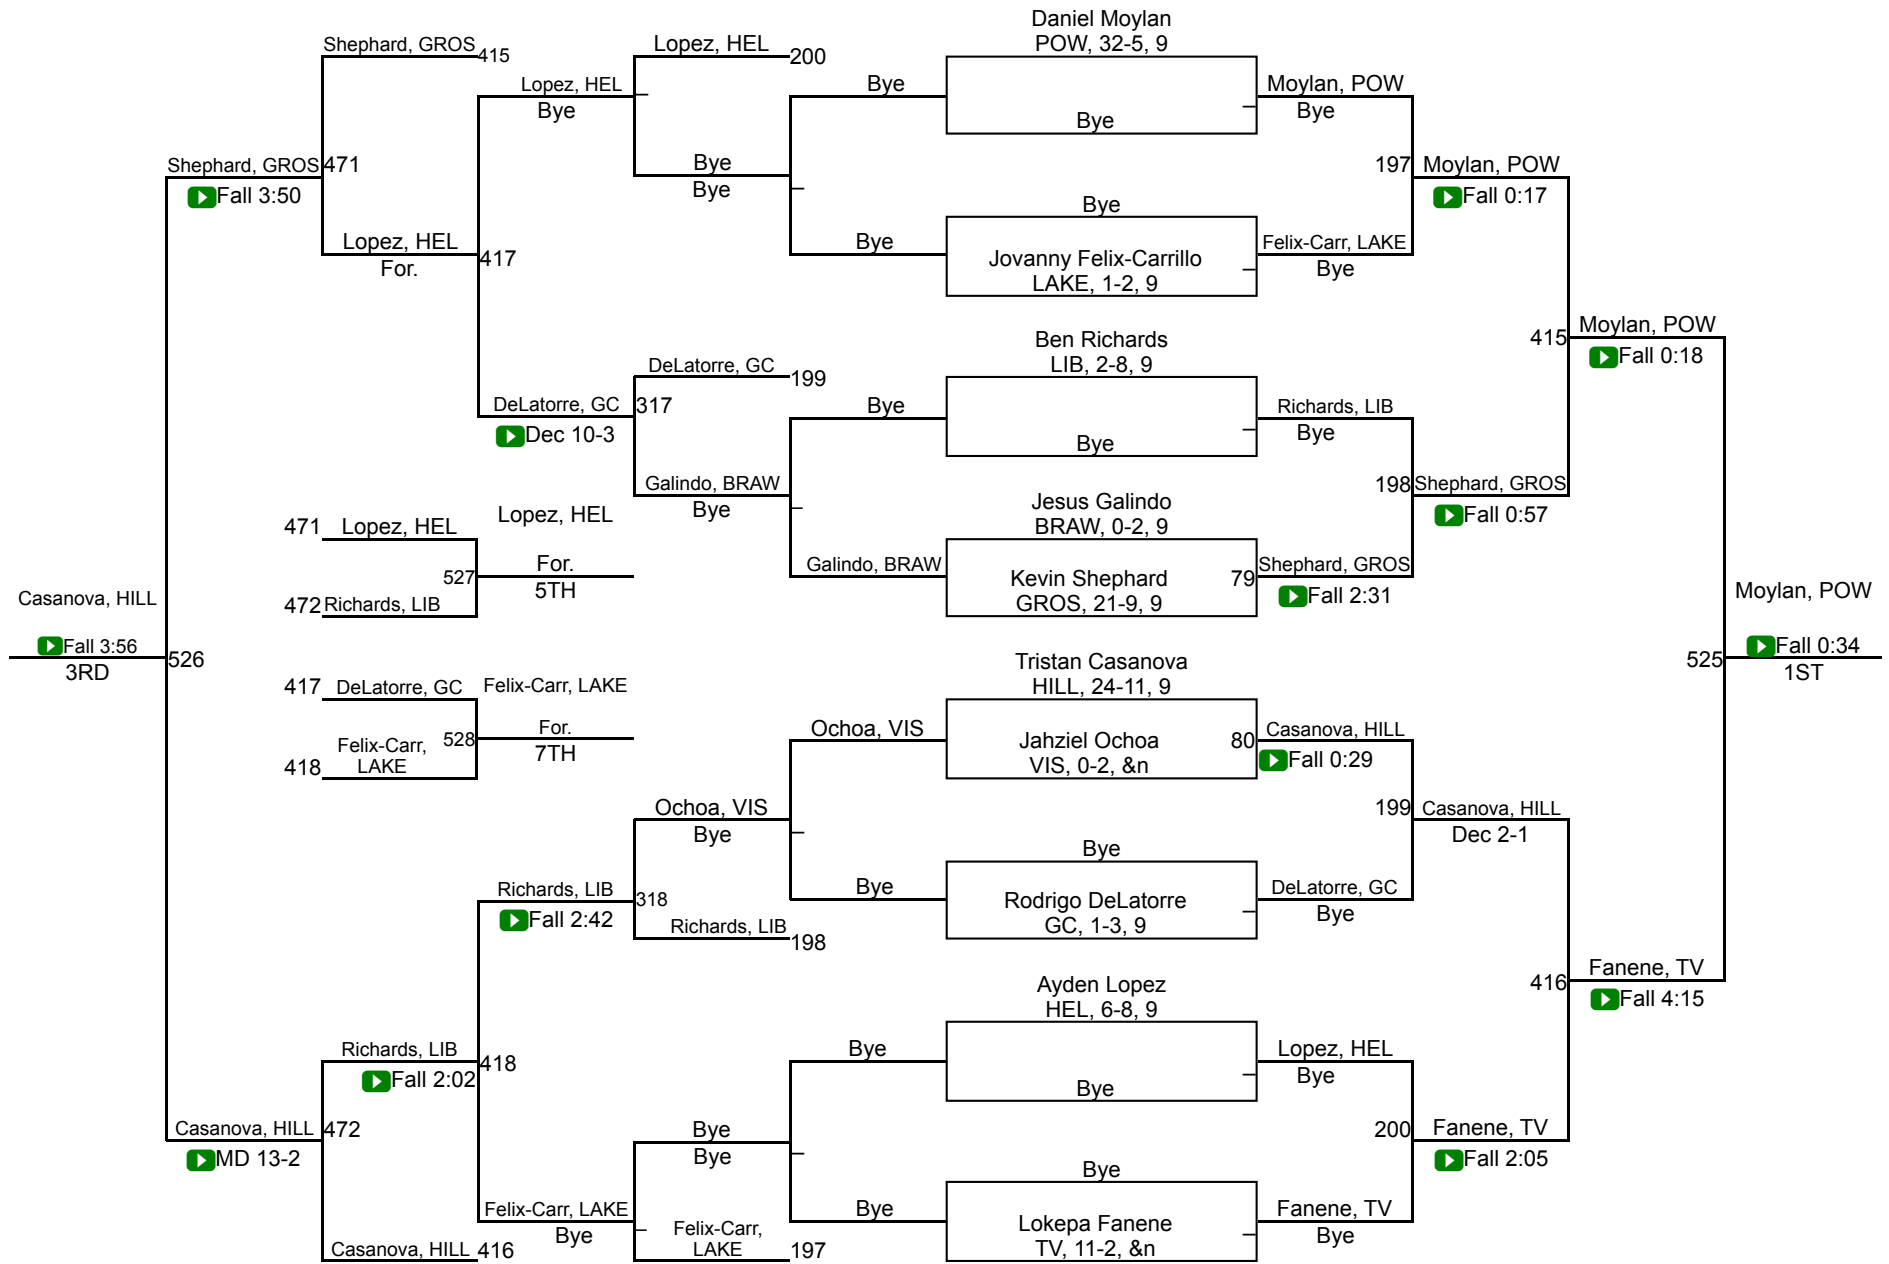 Daniel Moylan
POW, 32-5, 9
Bye
Bye
Jovanny Felix-Carrillo
LAKE, 1-2, 9
Ben Richards
LIB, 2-8, 9
Bye
Jesus Galindo
BRAW, 0-2, 9
Kevin Shephard
GROS, 21-9, 9
79
Tristan Casanova
HILL, 24-11, 9
Jahziel Ochoa
VIS, 0-2, &n
80
Bye
Rodrigo DeLatorre
GC, 1-3, 9
Ayden Lopez
HEL, 6-8, 9
Bye
Bye
Lokepa Fanene
TV, 11-2, &n
Moylan, POW
Bye
Felix-Carr, LAKE
Bye
Richards, LIB
Bye
Shephard, GROS
Fall 2:31
Casanova, HILL
Fall 0:29
DeLatorre, GC
Bye
Lopez, HEL
Bye
Fanene, TV
Bye
197
Moylan, POW
Fall 0:17
198
Shephard, GROS
Fall 0:57
199
Casanova, HILL
Dec 2-1
200
Fanene, TV
Fall 2:05
415
Moylan, POW
Fall 0:18
416
Fanene, TV
Fall 4:15
525
Moylan, POW
Fall 0:34
1ST
Bye
Bye
Bye
Galindo, BRAW
Ochoa, VIS
Bye
Bye
Bye
Lopez, HEL
200
Bye
Bye
DeLatorre, GC
199
Galindo, BRAW
Bye
Ochoa, VIS
Bye
Richards, LIB
198
Bye
Bye
Felix-Carr,
LAKE
197
Lopez, HEL
Bye
DeLatorre, GC
317
Dec 10-3
Richards, LIB
318
Fall 2:42
Felix-Carr, LAKE
Bye
Shephard, GROS
415
Lopez, HEL
417
For.
Richards, LIB
418
Fall 2:02
Casanova, HILL
416
Shephard, GROS
471
Fall 3:50
Casanova, HILL
472
MD 13-2
Casanova, HILL
Fall 3:56
526
3RD
471
Lopez, HEL
472
Richards, LIB
527
Lopez, HEL
For.
5TH
417
DeLatorre, GC
418
Felix-Carr,
LAKE
528
Felix-Carr, LAKE
For.
7TH